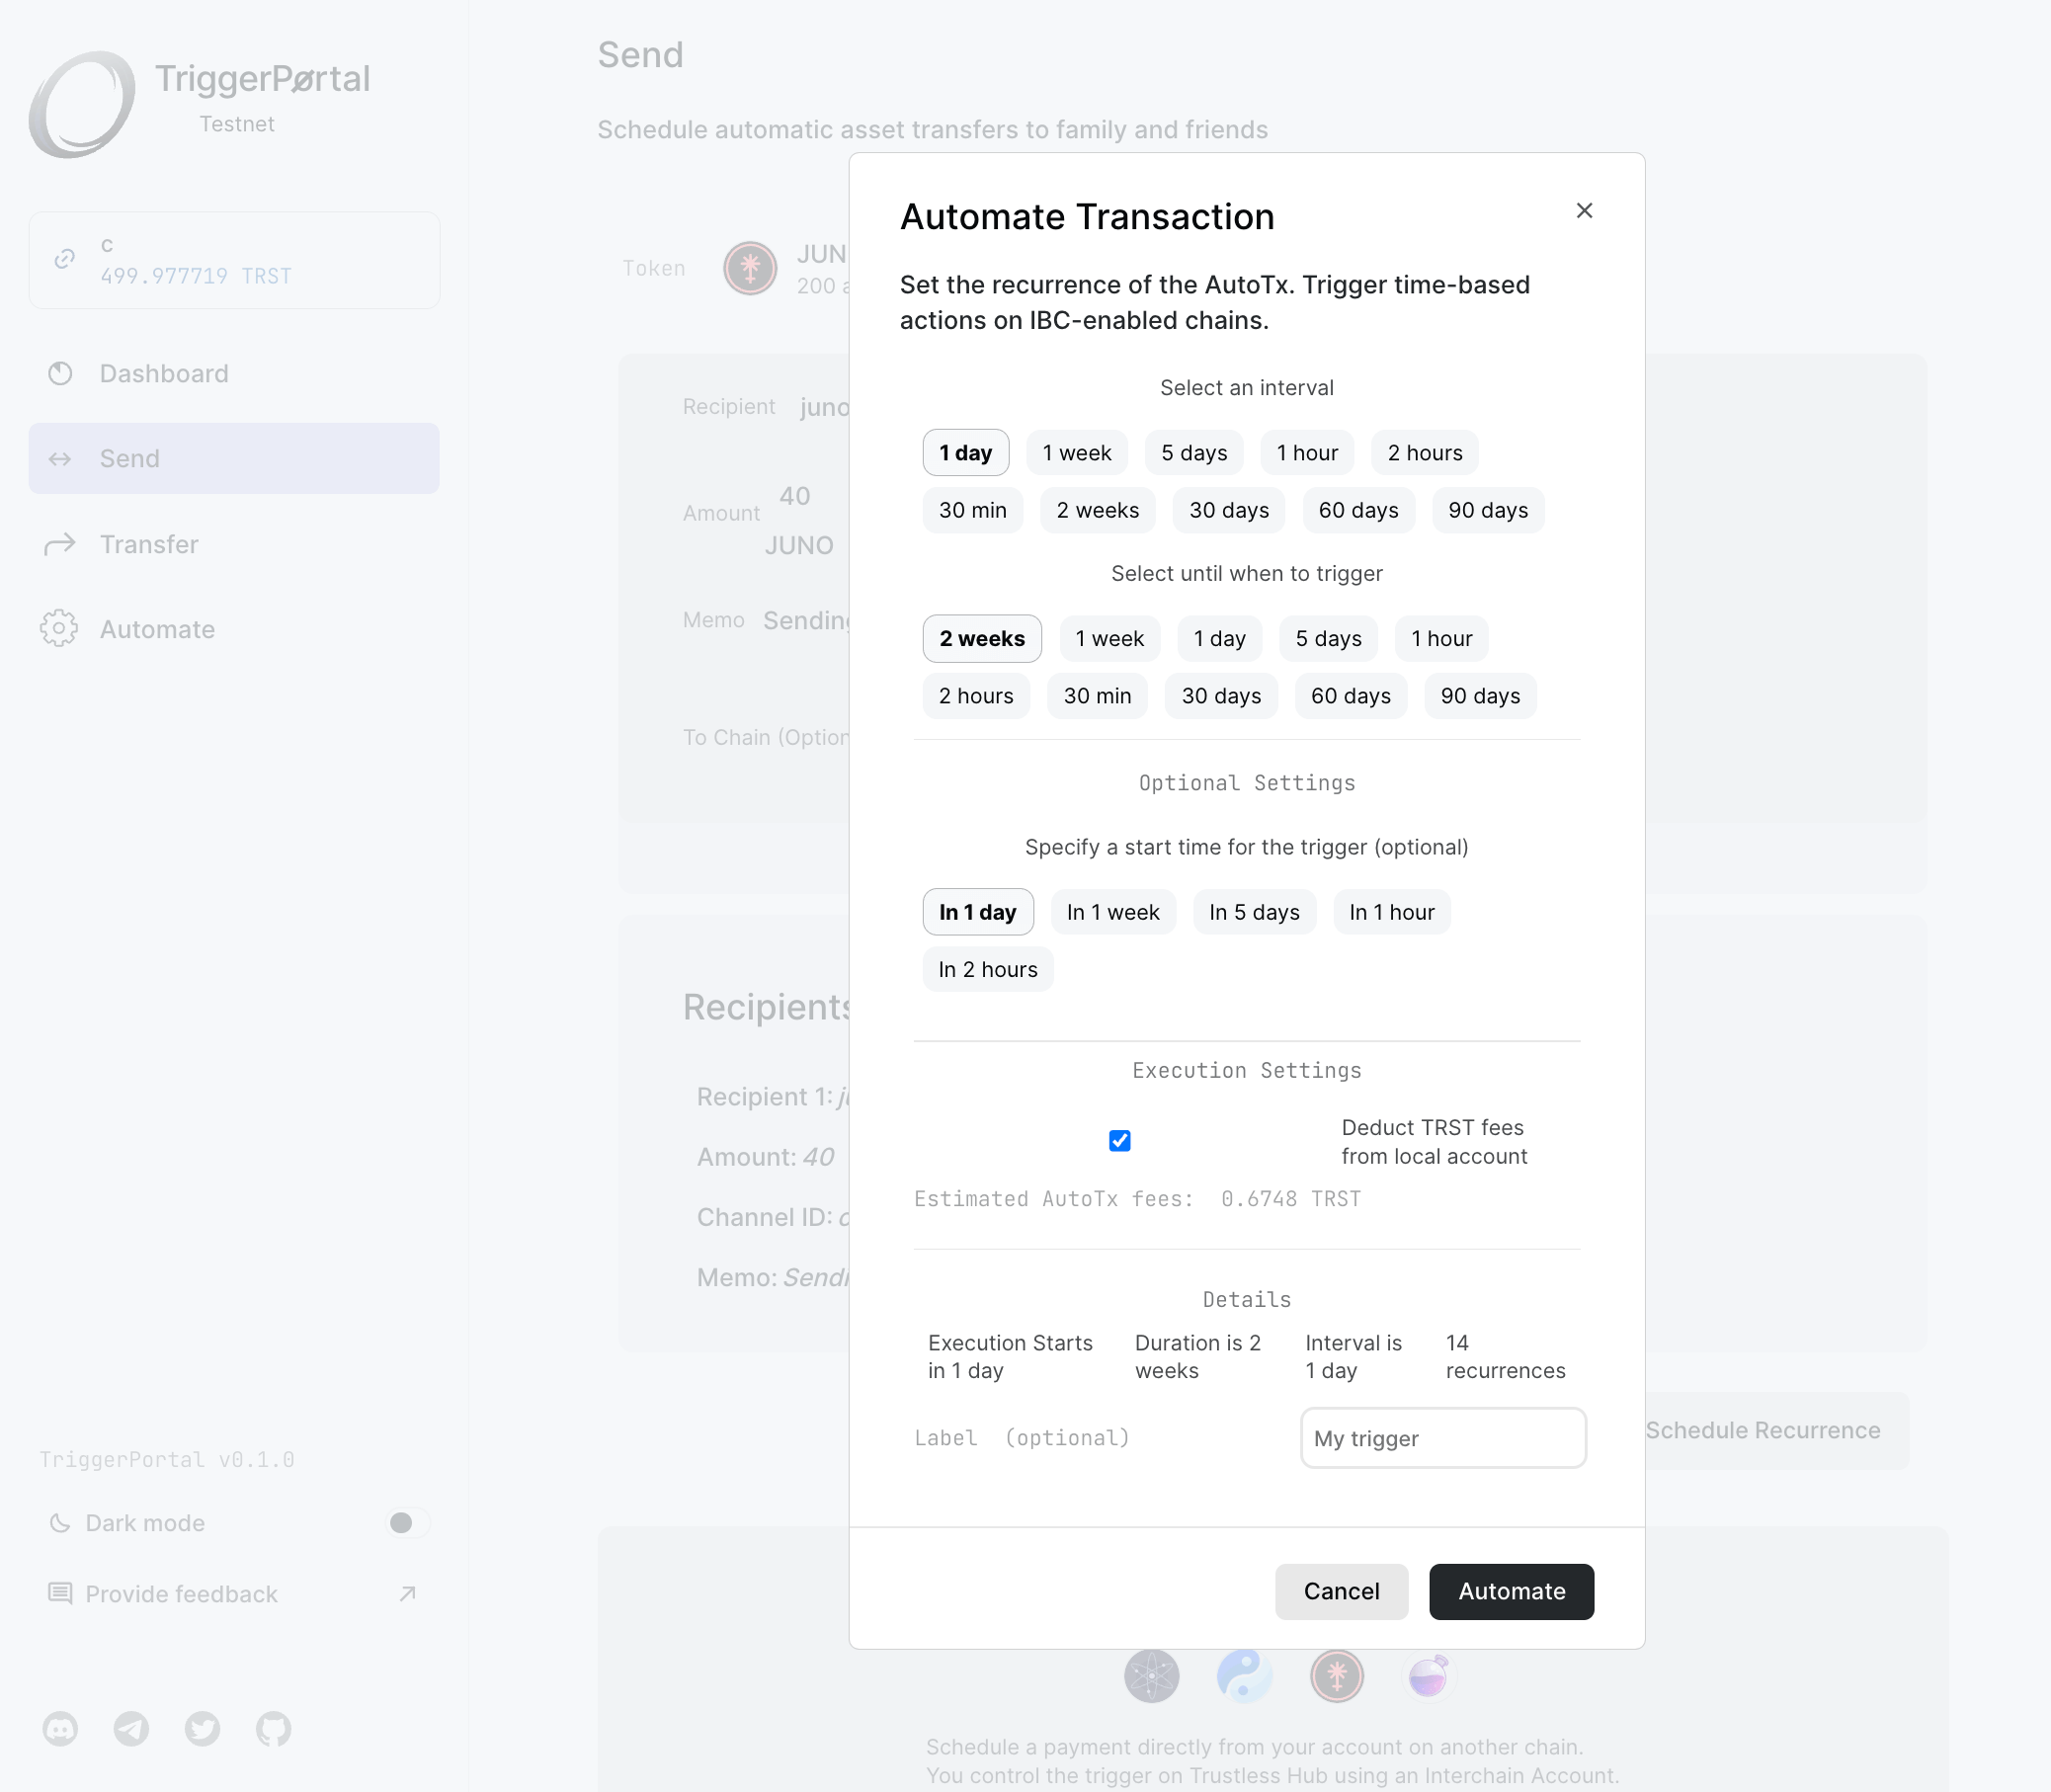 TriggerPørtal
Testnet
c
499.977719 TRST
Dashboard
Send
Transfer
Automate
TriggerPortal v0.1.0
Dark mode
Provide feedback
Send
Schedule automatic asset transfers to family and friends
Token
JUN
200
Recipient juno
Amount
40
JUNO
Memo Sending
To Chain (Option
Recipients
Recipient 1:
Amount: 40
Channel ID:
Memo: Sendi
Schedule Recurrence
Automate Transaction
Set the recurrence of the AutoTx. Trigger time-based
actions on IBC-enabled chains.
Select an interval
1 day 1 week 5 days 1 hour 2 hours
30 min 2 weeks 30 days 60 days 90 days
Select until when to trigger
2 weeks 1 week 1 day 5 days 1 hour
2 hours 30 min 30 days 60 days 90 days
Optional Settings
Specify a start time for the trigger (optional)
In 1 day In 1 week In 5 days In 1 hour
In 2 hours
Execution Settings
Deduct TRST fees
from local account
Estimated AutoTx fees: 0.6748 TRST
Details
Execution Starts
in 1 day
Duration is 2
weeks
Interval is
1 day
14
recurrences
Label (optional)
My trigger
Cancel
Automate
Schedule a payment directly from your account on another chain.
You control the trigger on Trustless Hub using an Interchain Account.